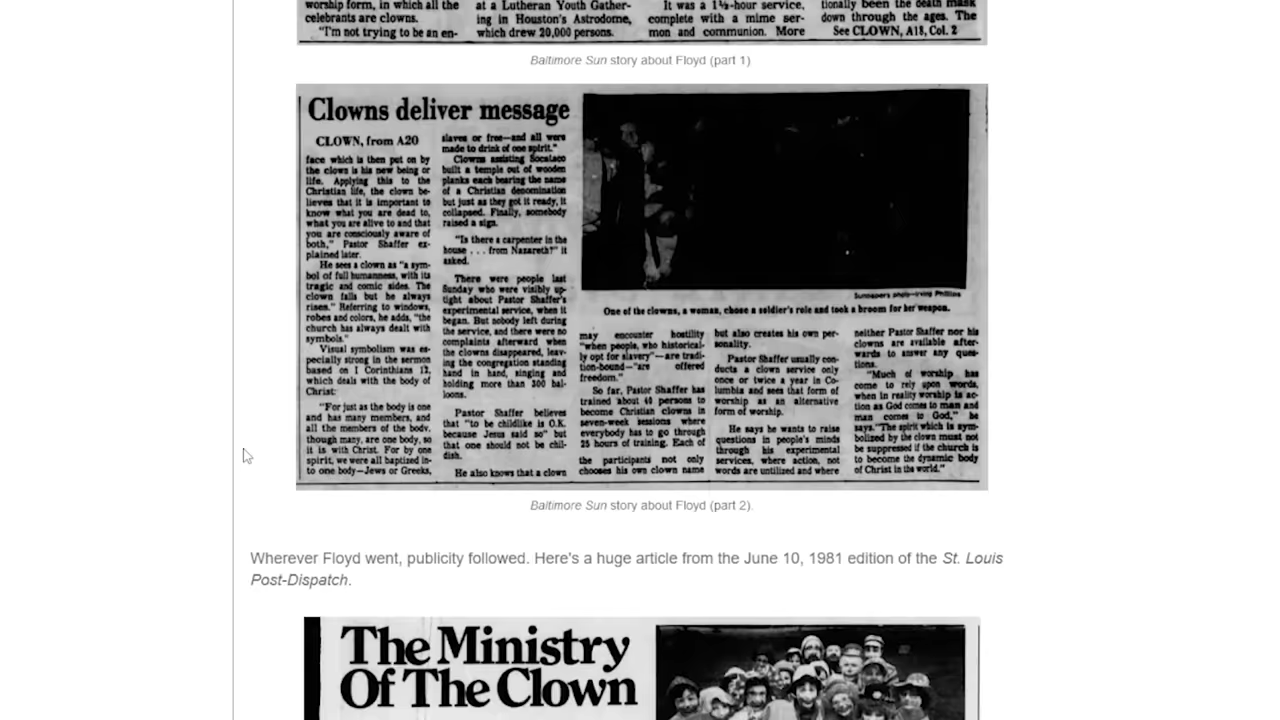 worship form, in which all the
celebrants are clowns.
"I'm not trying to be an en-
at a Lutheran Youth Gather-
ing in Houston's Astrodome,
which drew 20,000 persons.
It was a 1½-hour service,
complete with a mime ser-
mon and communion. More
tionally been the death mask
down through the ages. The
See CLOWN, A18, Col. 2
Baltimore Sun story about Floyd (part 1)
Clowns deliver message
CLOWN, from A20
face which is then put on by
the clown is his new being or
life. Applying this to the
Christian life, the clown be-
lieves that it is important to
know what you are dead to,
what you are alive to and that
you are consciously aware of
both," Pastor Shaffer ex-
plained later.
He sees a clown as "a sym-
bol of full humanness, with its
tragic and comic sides. The
clown falls but he always
rises." Referring to windows,
robes and colors, he adds, "the
church has always dealt with
symbols."
Visual symbolism was es-
pecially strong in the sermon
based on I Corinthians 12,
which deals with the body of
Christ:
"For just as the body is one
and has many members, and
all the members of the body,
though many, are one body, so
it is with Christ. For by one
spirit, we were all baptized in-
to one body—Jews or Greeks,
slaves or free—and all were
made to drink of one spirit."
Clowns assisting Socataco
built a temple out of wooden
planks each bearing the name
of a Christian denomination
but just as they got it ready, it
collapsed. Finally, somebody
raised a sign.
"Is there a carpenter in the
house . . . from Nazareth?" it
asked.
There were people last
Sunday who were visibly up-
tight about Pastor Shaffer's
experimental service, when it
began. But nobody left during
the service, and there were no
complaints afterward when
the clowns disappeared, leav-
ing the congregation standing
hand in hand, singing and
holding more than 300 bal-
loons.
Pastor Shaffer believes
that "to be childlike is O.K.
because Jesus said so" but
that one should not be chil-
dish.
He also knows that a clown
Sunpapers photo—Irving Phillips
One of the clowns, a woman, chose a soldier's role and took a broom for her weapon.
may encounter hostility
"when people, who historical-
ly opt for slavery"—are tradi-
tion-bound—"are offered
freedom."
So far, Pastor Shaffer has
trained about 40 persons to
become Christian clowns in
seven-week sessions where
everybody has to go through
25 hours of training. Each of
the participants not only
chooses his own clown name
but also creates his own per-
sonality.
Pastor Shaffer usually con-
ducts a clown service only
once or twice a year in Co-
lumbia and sees that form of
worship as an alternative
form of worship.
He says he wants to raise
questions in people's minds
through his experimental
services, where action, not
words are untilized and where
neither Pastor Shaffer nor his
clowns are available after-
wards to answer any ques-
tions.
"Much of worship has
come to rely upon words,
when in reality worship is ac-
tion as God comes to man and
man comes to God," he
says. "The spirit which is sym-
bolized by the clown must not
be suppressed if the church is
to become the dynamic body
of Christ in the world."
Baltimore Sun story about Floyd (part 2).
Wherever Floyd went, publicity followed. Here's a huge article from the June 10, 1981 edition of the St. Louis
Post-Dispatch.
The Ministry
Of The Clown